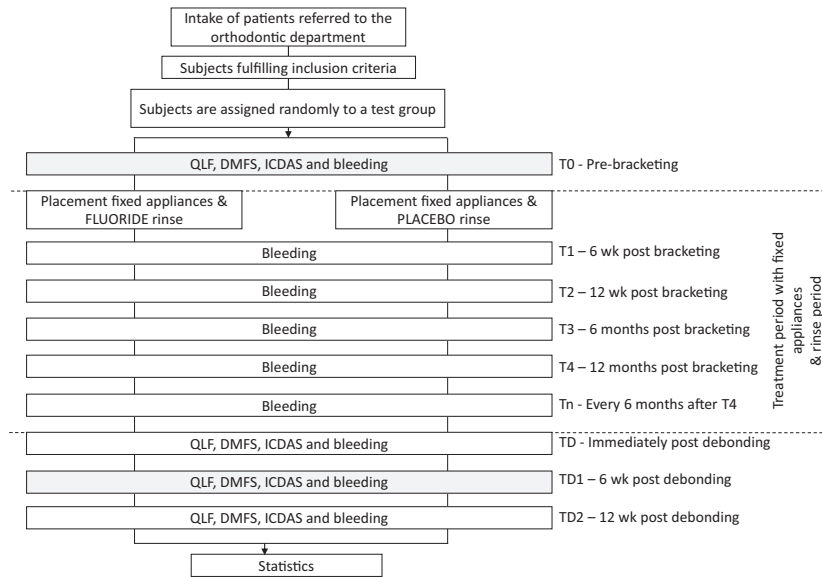 Intake of patients referred to the
orthodontic department
Subjects fulfilling inclusion criteria
Subjects are assigned randomly to a test group
QLF, DMFS, ICDAS and bleeding
T0 - Pre-bracketing
Placement fixed appliances &
FLUORIDE rinse
Placement fixed appliances &
PLACEBO rinse
Bleeding
T1 – 6 wk post bracketing
Bleeding
T2 – 12 wk post bracketing
Bleeding
T3 – 6 months post bracketing
Bleeding
T4 – 12 months post bracketing
Bleeding
Tn - Every 6 months after T4
Treatment period with fixed
appliances
& rinse period
QLF, DMFS, ICDAS and bleeding
TD - Immediately post debonding
QLF, DMFS, ICDAS and bleeding
TD1 – 6 wk post debonding
QLF, DMFS, ICDAS and bleeding
TD2 – 12 wk post debonding
Statistics